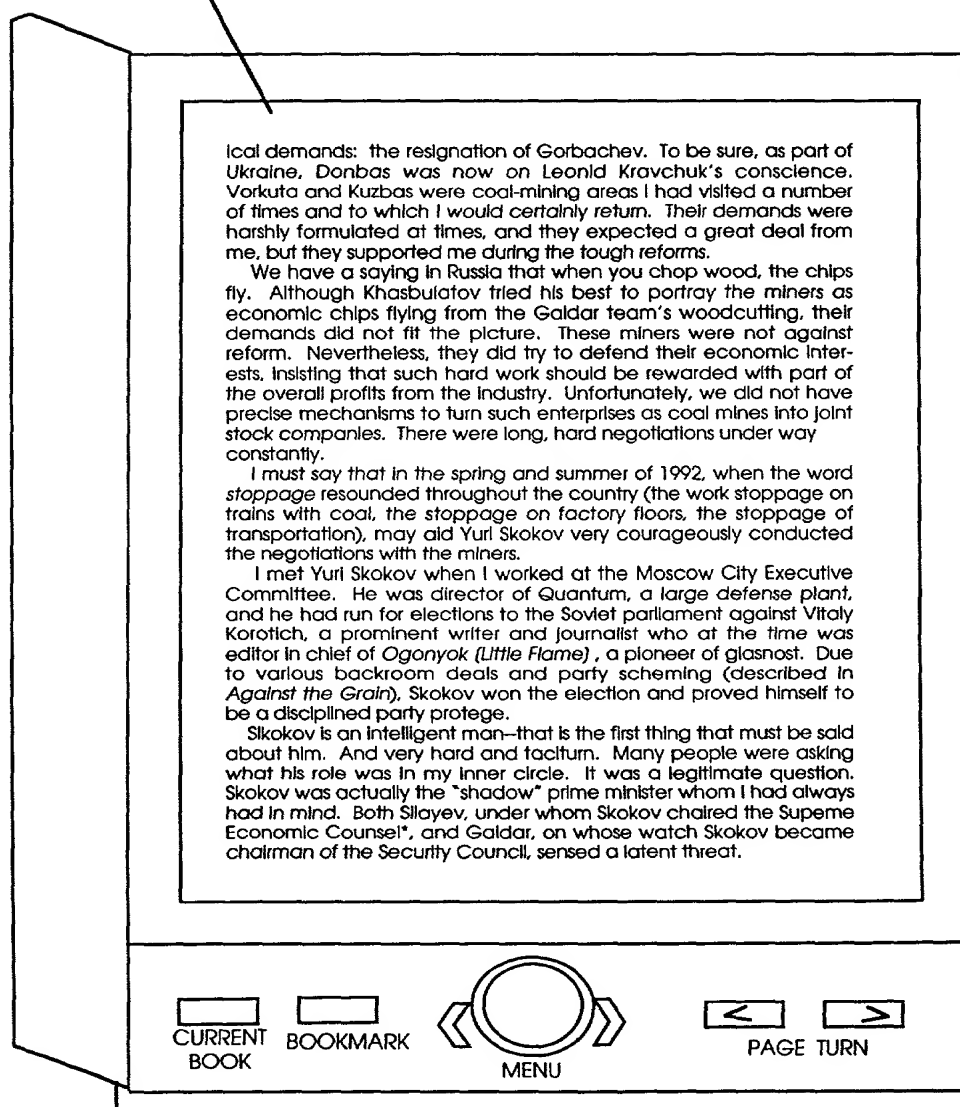 ical demands: the resignation of Gorbachev. To be sure, as part of
Ukraine, Donbas was now on Leonid Kravchuk's conscience.
Vorkuta and Kuzbas were coal-mining areas I had visited a number
of times and to which I would certainly return. Their demands were
harshly formulated at times, and they expected a great deal from
me, but they supported me during the tough reforms.
We have a saying in Russia that when you chop wood, the chips
fly. Although Khasbulatov tried his best to portray the miners as
economic chips flying from the Gaidar team's woodcutting, their
demands did not fit the picture. These miners were not against
reform. Nevertheless, they did try to defend their economic inter-
ests, insisting that such hard work should be rewarded with part of
the overall profits from the industry. Unfortunately, we did not have
precise mechanisms to turn such enterprises as coal mines into joint
stock companies. There were long, hard negotiations under way
constantly.
I must say that in the spring and summer of 1992, when the word
stoppage resounded throughout the country (the work stoppage on
trains with coal, the stoppage on factory floors, the stoppage of
transportation), may aid Yuri Skokov very courageously conducted
the negotiations with the miners.
I met Yuri Skokov when I worked at the Moscow City Executive
Committee. He was director of Quantum, a large defense plant,
and he had run for elections to the Soviet parliament against Vitaly
Korotich, a prominent writer and journalist who at the time was
editor in chief of Ogonyok (Little Flame) , a pioneer of glasnost. Due
to various backroom deals and party scheming (described in
Against the Grain), Skokov won the election and proved himself to
be a disciplined party protege.
Slkokov is an intelligent man--that is the first thing that must be said
about him. And very hard and taciturn. Many people were asking
what his role was in my inner circle. It was a legitimate question.
Skokov was actually the "shadow" prime minister whom I had always
had in mind. Both Silayev, under whom Skokov chaired the Supeme
Economic Counsel*, and Gaidar, on whose watch Skokov became
chairman of the Security Council, sensed a latent threat.
CURRENT BOOK
BOOKMARK
MENU
< >
PAGE TURN